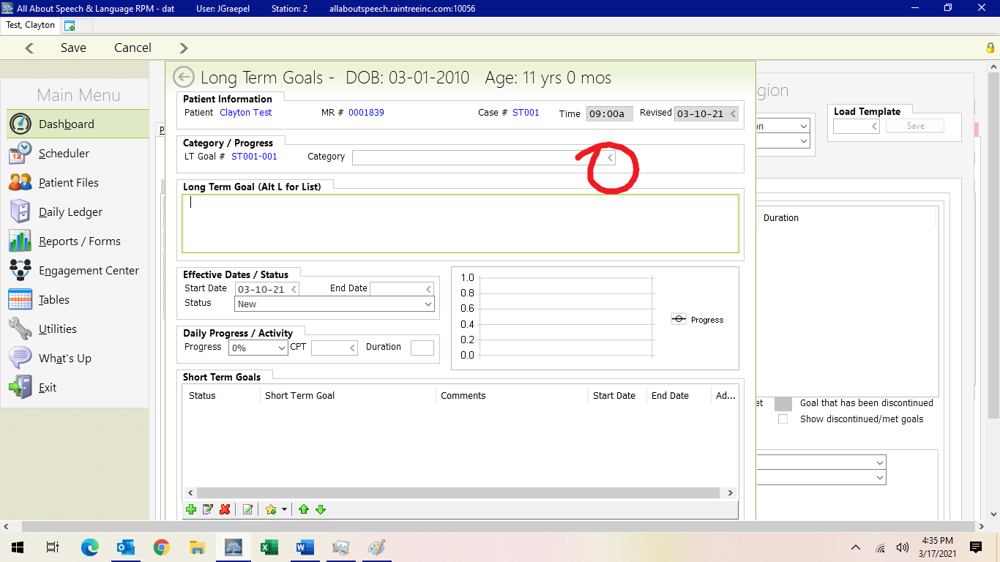 All About Speech & Language RPM - dat User: JGraepel Station: 2 allaboutspeech.raintreeinc.com:10056
Test, Clayton
Save Cancel
Long Term Goals - DOB: 03-01-2010 Age: 11 yrs 0 mos
Main Menu
Dashboard
Scheduler
Patient Files
Daily Ledger
Reports / Forms
Engagement Center
Tables
Utilities
What's Up
Exit
Patient Information
Patient Clayton Test MR # 0001839 Case # ST001 Time 09:00a Revised 03-10-21
Category / Progress
LT Goal # ST001-001 Category
Long Term Goal (Alt L for List)
Effective Dates / Status
Start Date 03-10-21 End Date
Status New
Daily Progress / Activity
Progress 0% CPT Duration
1.0
0.8
0.6
0.4
0.2
0.0
Progress
Short Term Goals
Status Short Term Goal Comments Start Date End Date Ad...
gion
on
Load Template
Save
Duration
et Goal that has been discontinued
Show discontinued/met goals
4:35 PM
3/17/2021